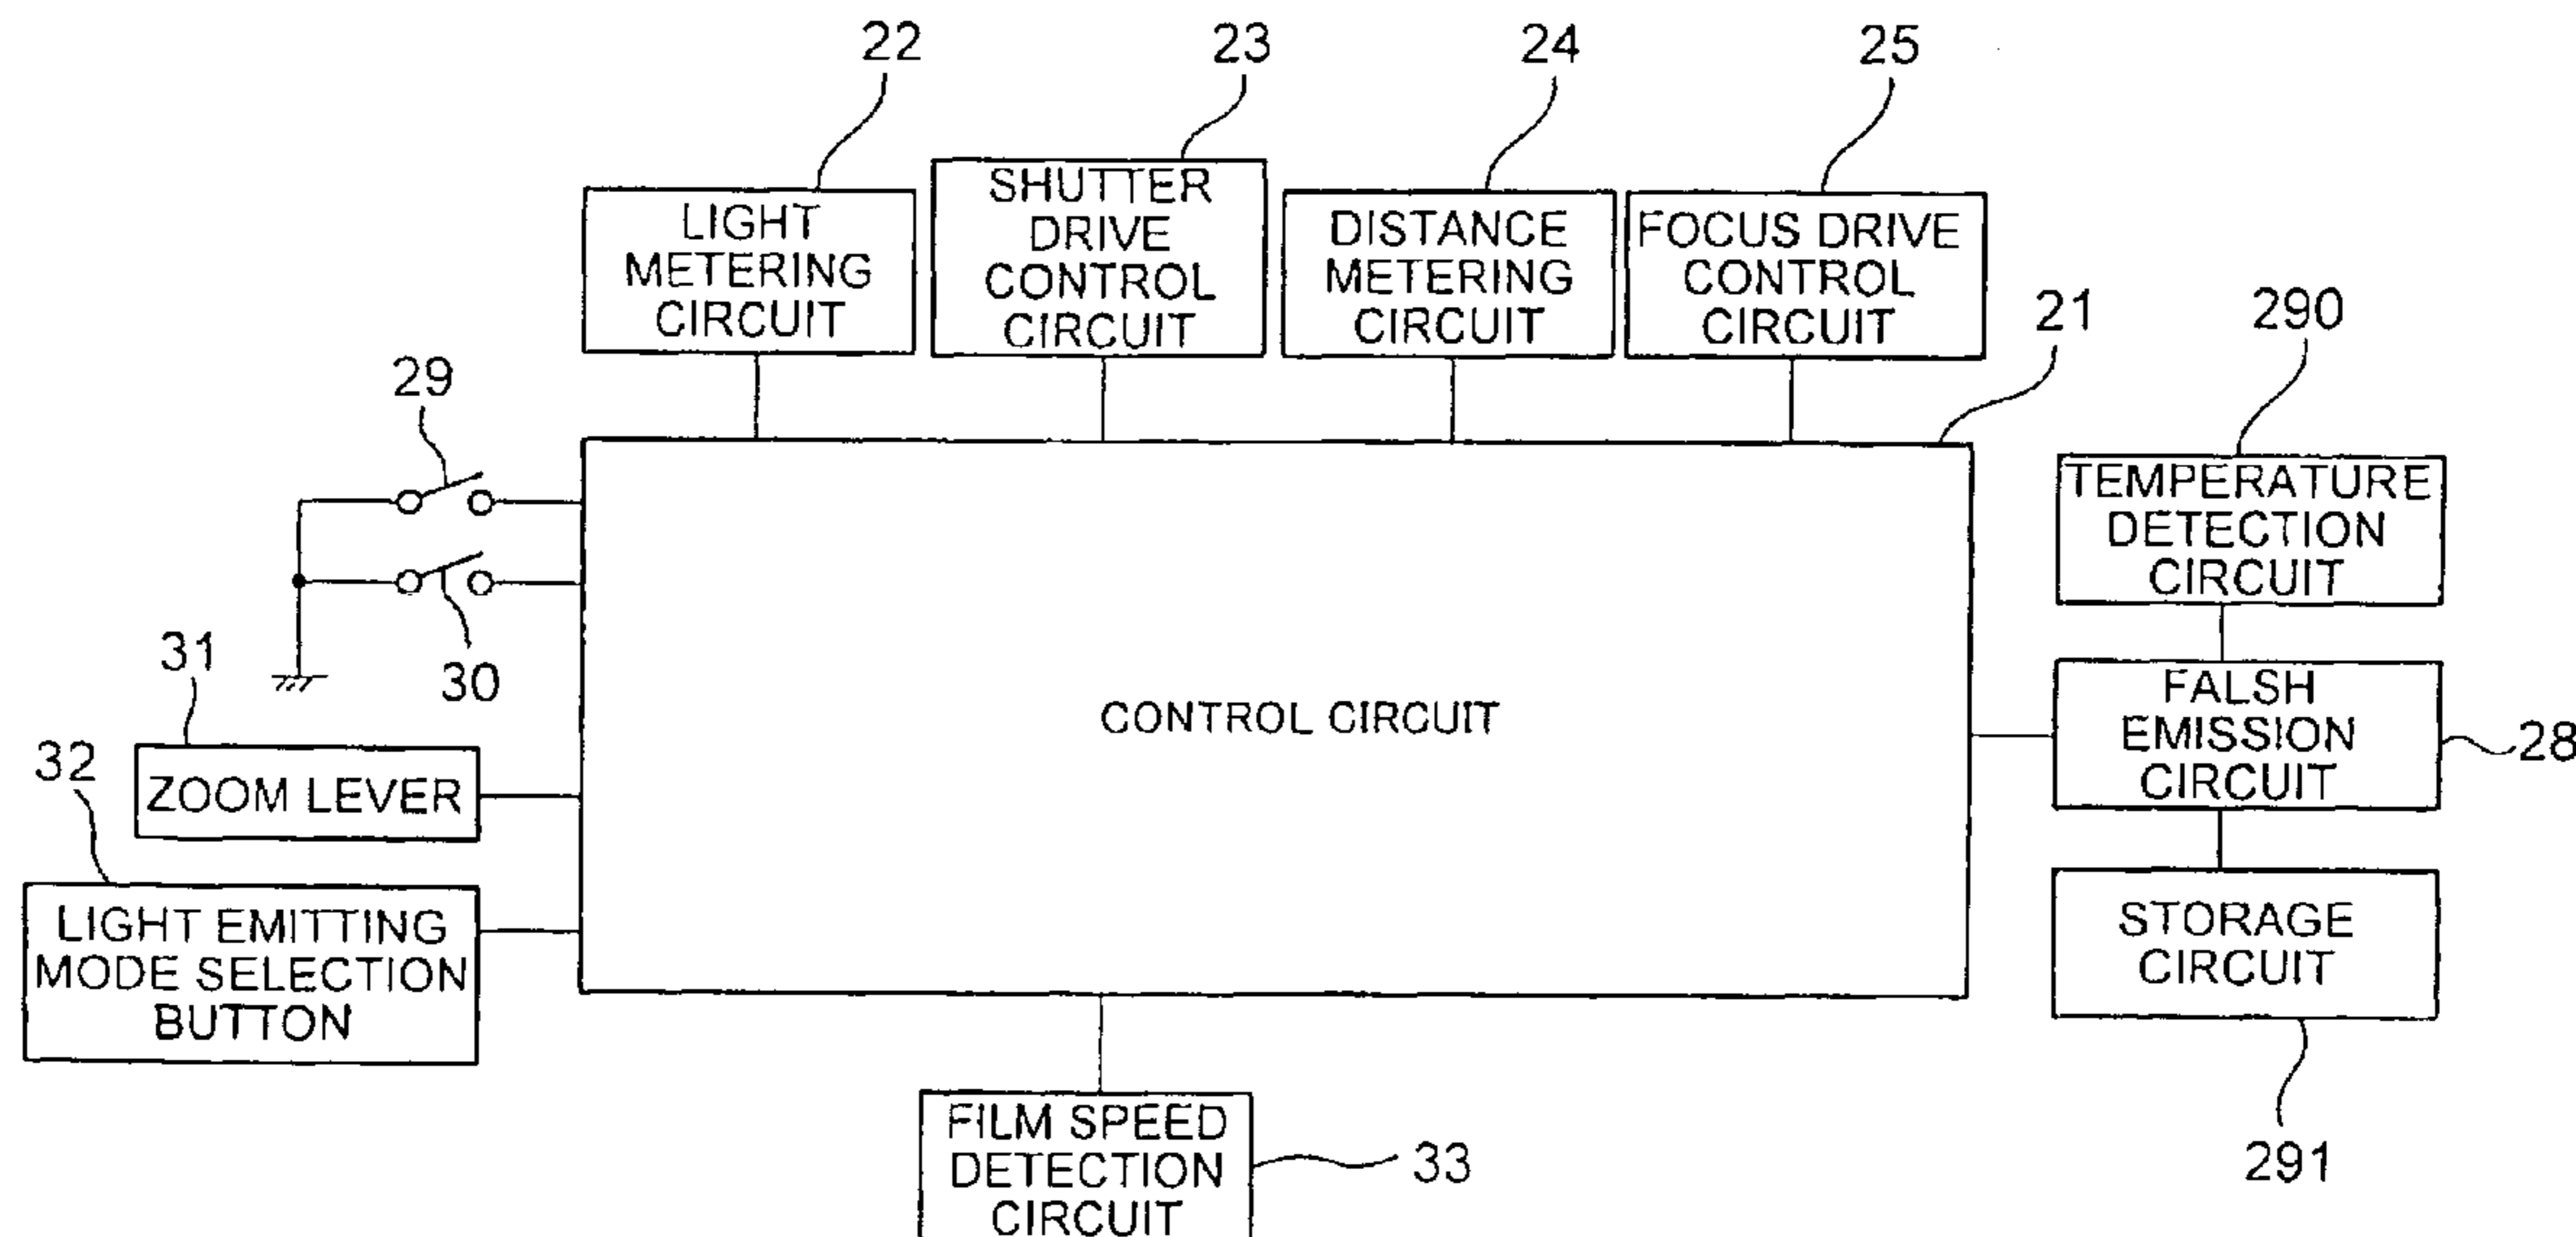 22
23
24
25
LIGHT
METERING
CIRCUIT
SHUTTER
DRIVE
CONTROL
CIRCUIT
DISTANCE
METERING
CIRCUIT
FOCUS DRIVE
CONTROL
CIRCUIT
21
290
29
TEMPERATURE
DETECTION
CIRCUIT
30
31
ZOOM LEVER
32
LIGHT EMITTING
MODE SELECTION
BUTTON
CONTROL CIRCUIT
FALSH
EMISSION
CIRCUIT
28
STORAGE
CIRCUIT
291
FILM SPEED
DETECTION
CIRCUIT
33